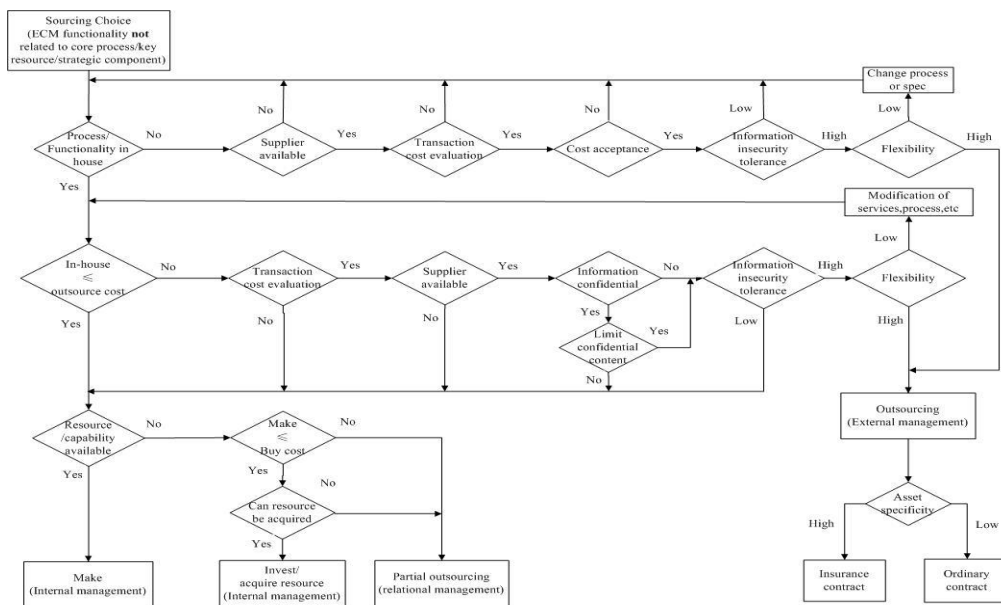 Sourcing Choice
(ECM functionality not
related to core process/key
resource/strategic component)
Change process
or spec
No
No
No
Low
Low
Process/
Functionality in
house
No
Supplier
available
Yes
Transaction
cost evaluation
Yes
Cost acceptance
Yes
Information
insecurity
tolerance
High
Flexibility
High
Yes
Modification of
services,process,etc
Low
In-house
≤
outsource cost
No
Transaction
cost evaluation
Yes
Supplier
available
Yes
Information
confidential
No
Information
insecurity
tolerance
High
Flexibility
Yes
No
No
Yes
Limit
confidential
content
Yes
No
Low
High
Resource
/capability
available
No
Make
≤
Buy cost
No
Outsourcing
(External management)
Yes
Yes
Can resource
be acquired
No
Yes
Asset
specificity
High
Low
Make
(Internal management)
Invest/
acquire resource
(Internal management)
Partial outsourcing
(relational management)
Insurance
contract
Ordinary
contract